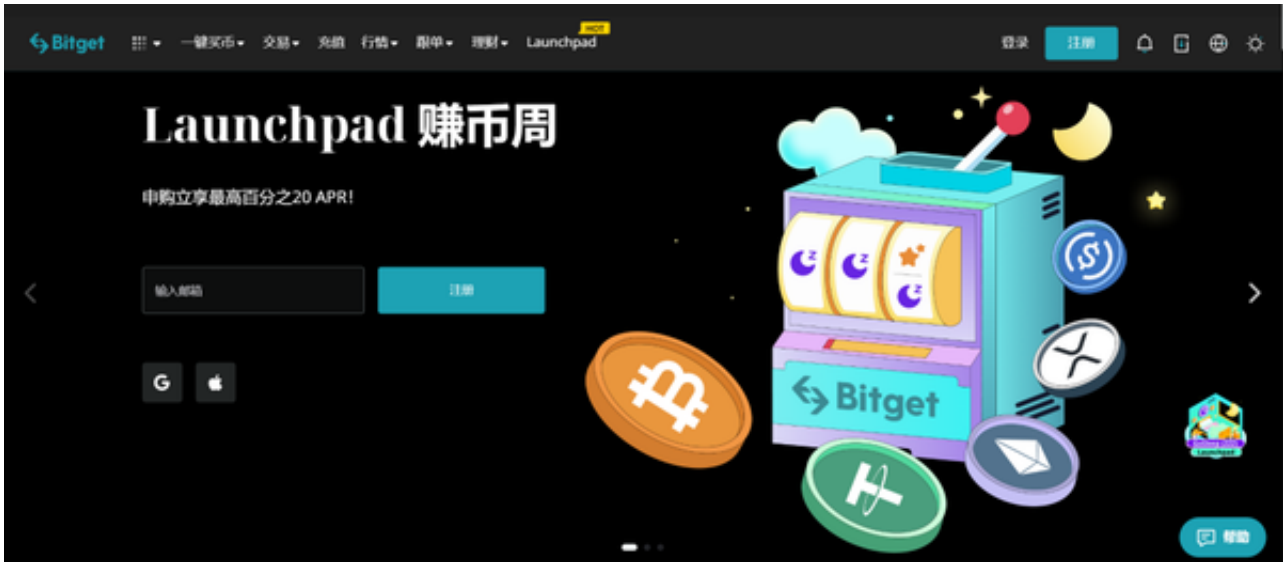 Bitget
一键买币
交易
充值
行情
跟单
理财
Launchpad
HOT
登录
注册
Launchpad 赚币周
申购立享最高百分之20 APR!
输入邮箱
注册
G
Bitget
Launchpad
帮助